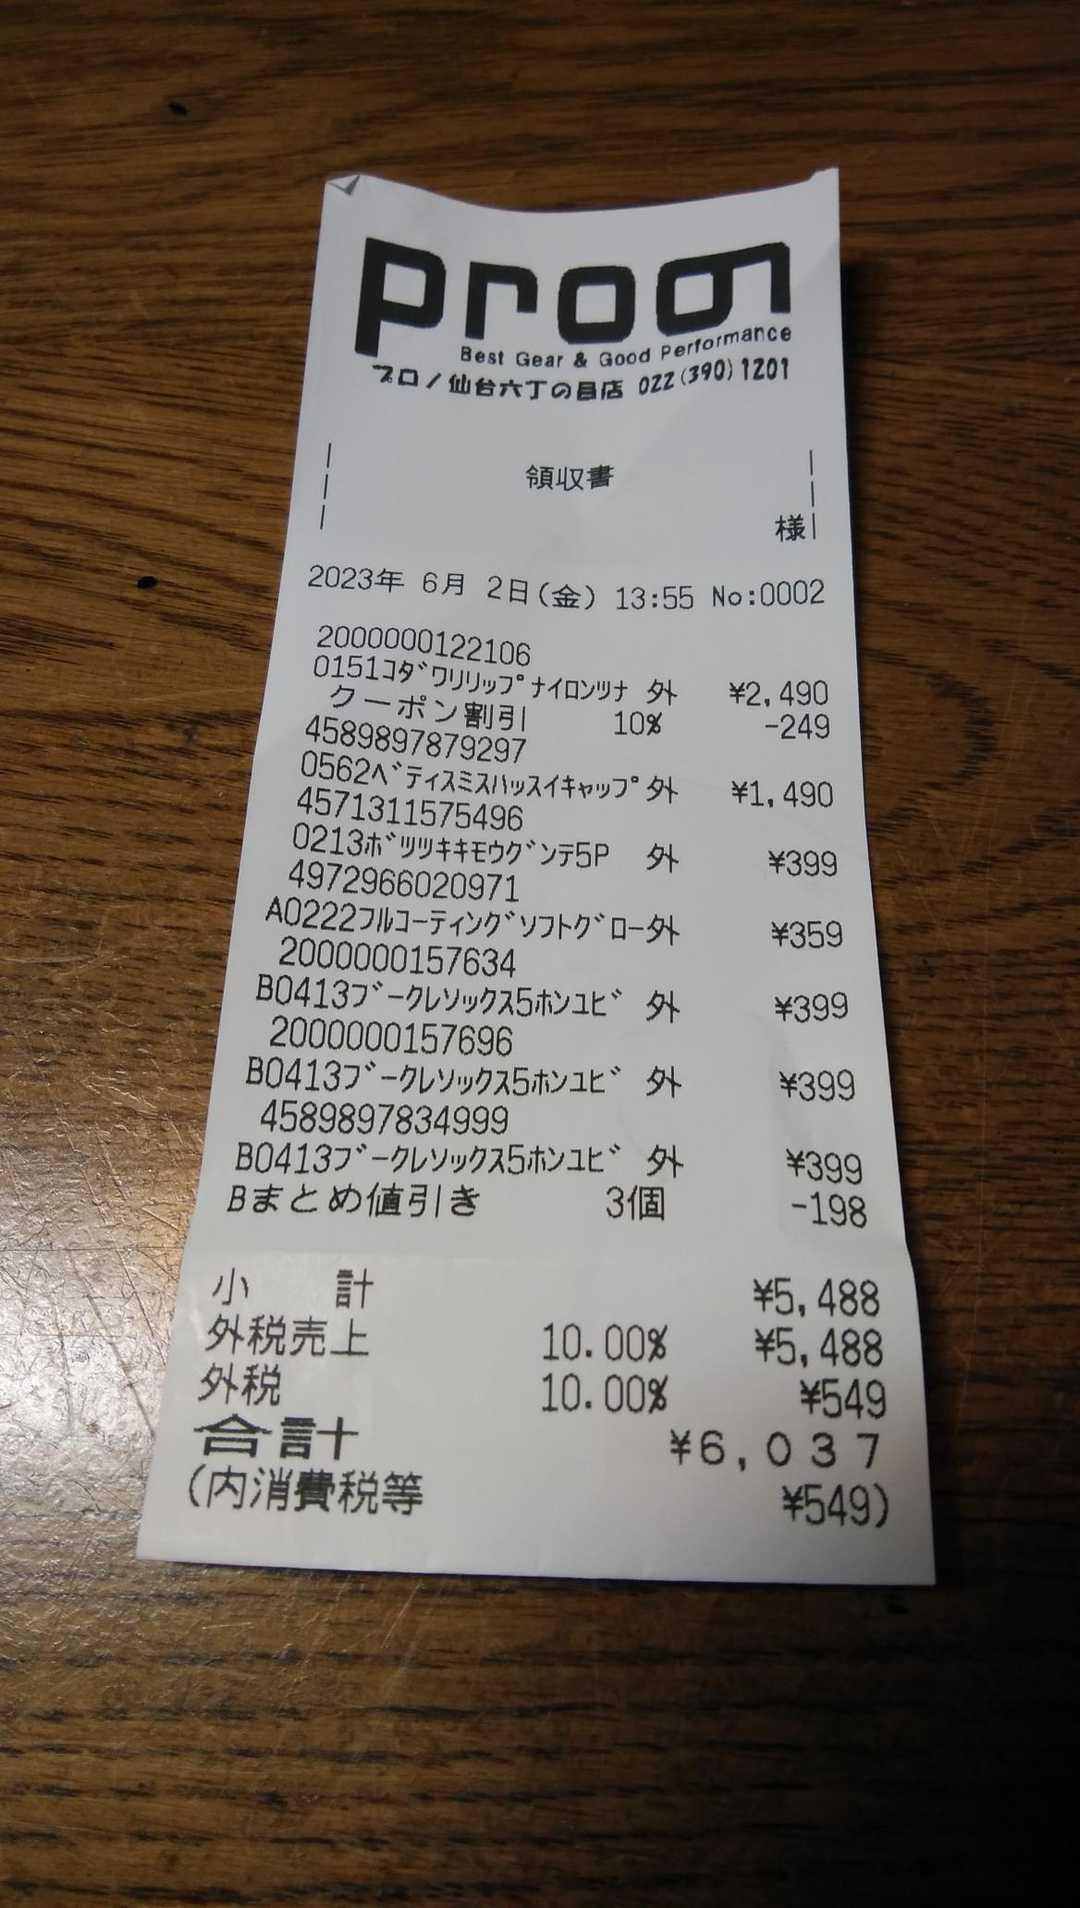 prono
Best Gear & Good Performance
プロノ仙台六丁の目店 022(390)1201
領収書
様
2023年 6月 2日(金) 13:55 No:0002
2000000122106
0151ｺﾀﾞﾜﾘﾘｯﾌﾟﾅｲﾛﾝﾂﾅ 外 ¥2,490
クーポン割引 10% -249
4589897879297
0562ﾍﾞﾃｨｽﾐｽﾊｯｽｲｷｬｯﾌﾟ外 ¥1,490
4571311575496
0213ﾎﾞﾂﾂｷｷﾓｳｸﾞﾝﾃ5P 外 ¥399
4972966020971
A0222ﾌﾙｺｰﾃｨﾝｸﾞｿﾌﾄｸﾞﾛｰ外 ¥359
2000000157634
B0413ﾌﾞｰｸﾚｿｯｸｽ5ﾎﾝﾕﾋﾞ 外 ¥399
2000000157696
B0413ﾌﾞｰｸﾚｿｯｸｽ5ﾎﾝﾕﾋﾞ 外 ¥399
4589897834999
B0413ﾌﾞｰｸﾚｿｯｸｽ5ﾎﾝﾕﾋﾞ 外 ¥399
Bまとめ値引き 3個 -198
小 計 ¥5,488
外税売上 10.00% ¥5,488
外税 10.00% ¥549
合計 ¥6,037
(内消費税等 ¥549)